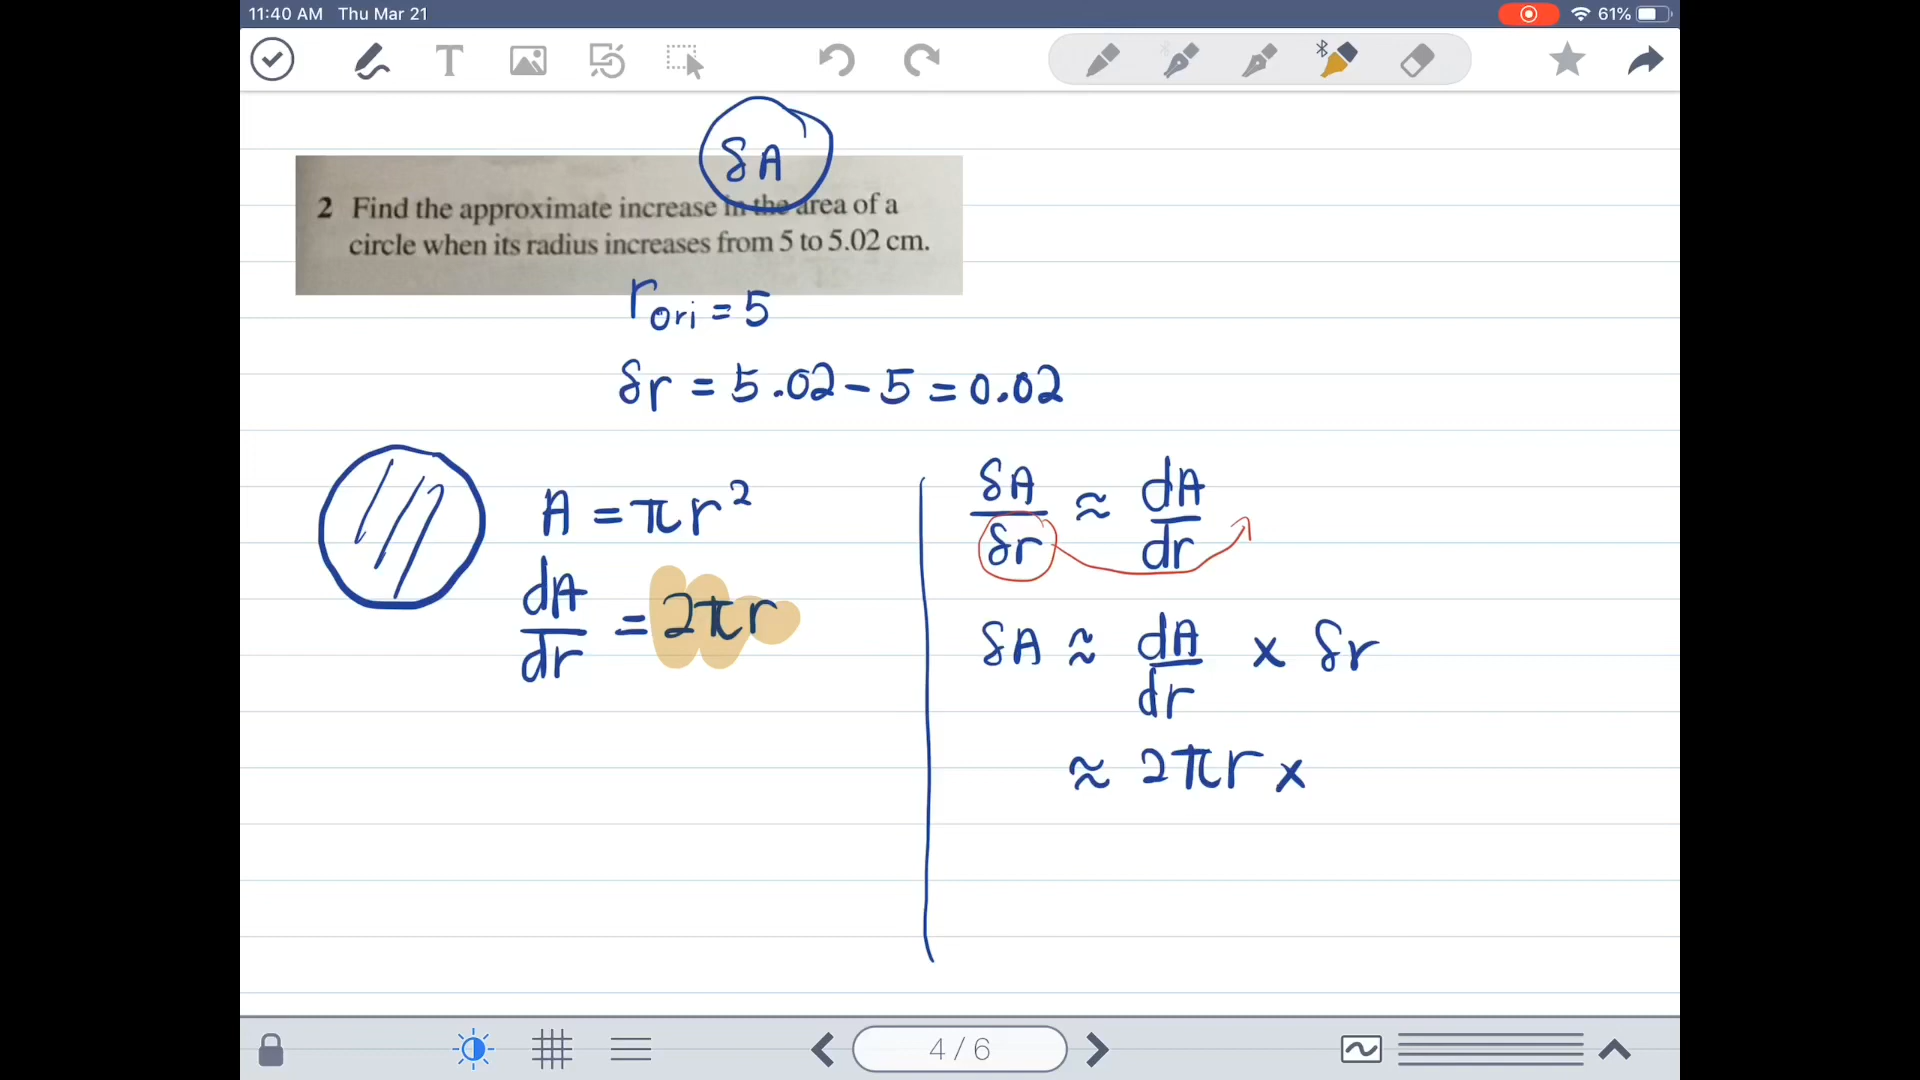 11:40 AM Thu Mar 21
61%
T
δA
2 Find the approximate increase in the area of a
circle when its radius increases from 5 to 5.02 cm.
r ori = 5
δr = 5.02 - 5 = 0.02
A = πr²
dA/dr = 2πr
δA/δr ≈ dA/dr
δA ≈ dA/dr x δr
≈ 2πr x
4 / 6